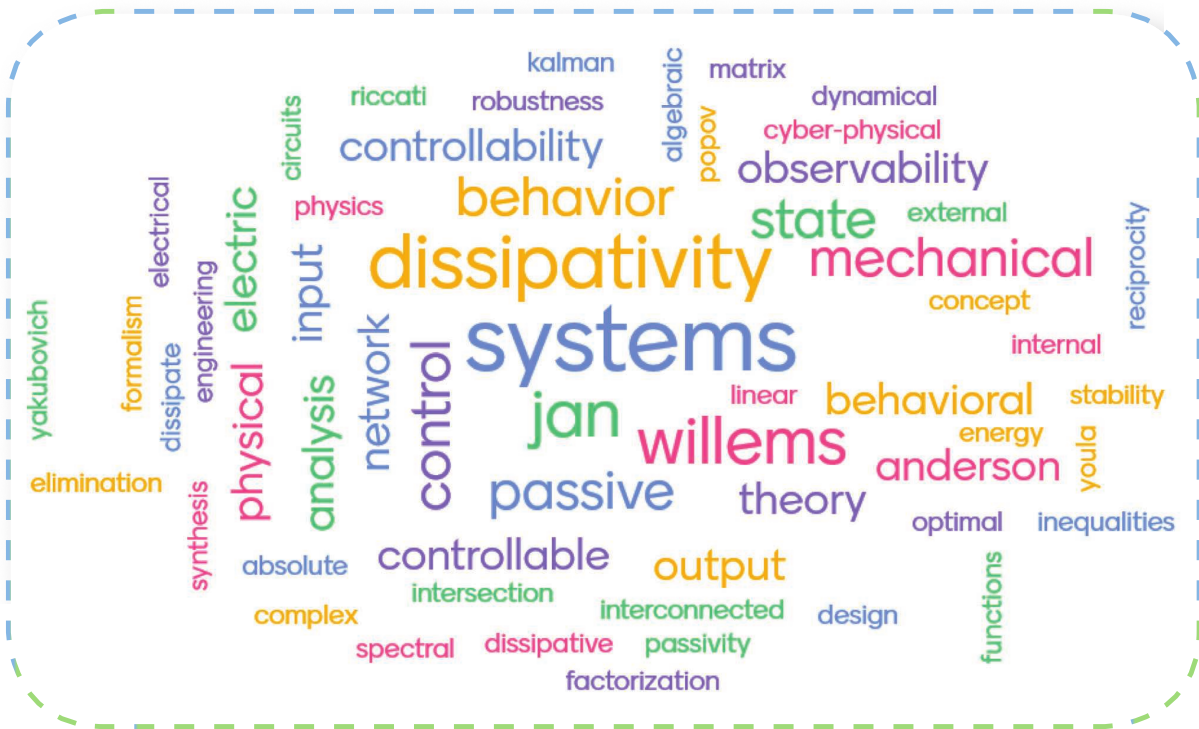 kalman
algebraic
matrix
riccati
robustness
dynamical
circuits
popov
cyber-physical
controllability
observability
behavior
electrical
electric
physics
state
external
reciprocity
dissipativity
mechanical
input
engineering
concept
yakubovich
formalism
dissipate
network
systems
internal
control
physical
analysis
linear
behavioral
stability
jan
willems
energy
youla
anderson
elimination
passive
theory
synthesis
optimal
inequalities
absolute
controllable
output
functions
intersection
complex
interconnected
design
spectral
dissipative
passivity
factorization